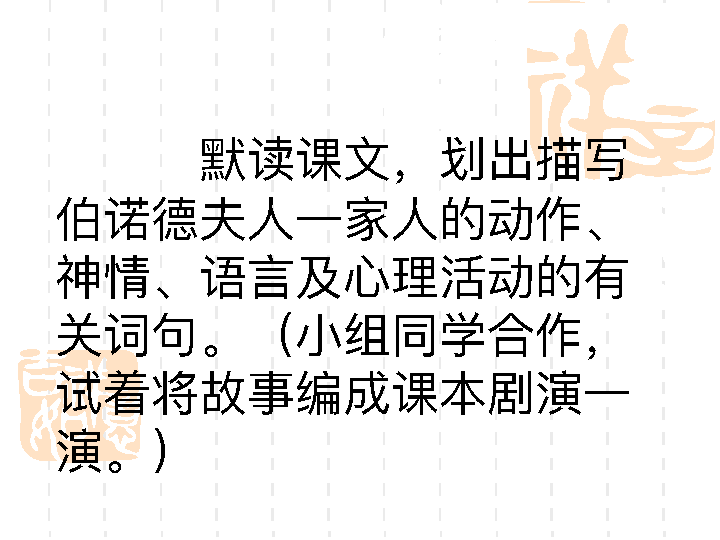 默读课文，划出描写
伯诺德夫人一家人的动作、
神情、语言及心理活动的有
关词句。（小组同学合作，
试着将故事编成课本剧演一
演。）